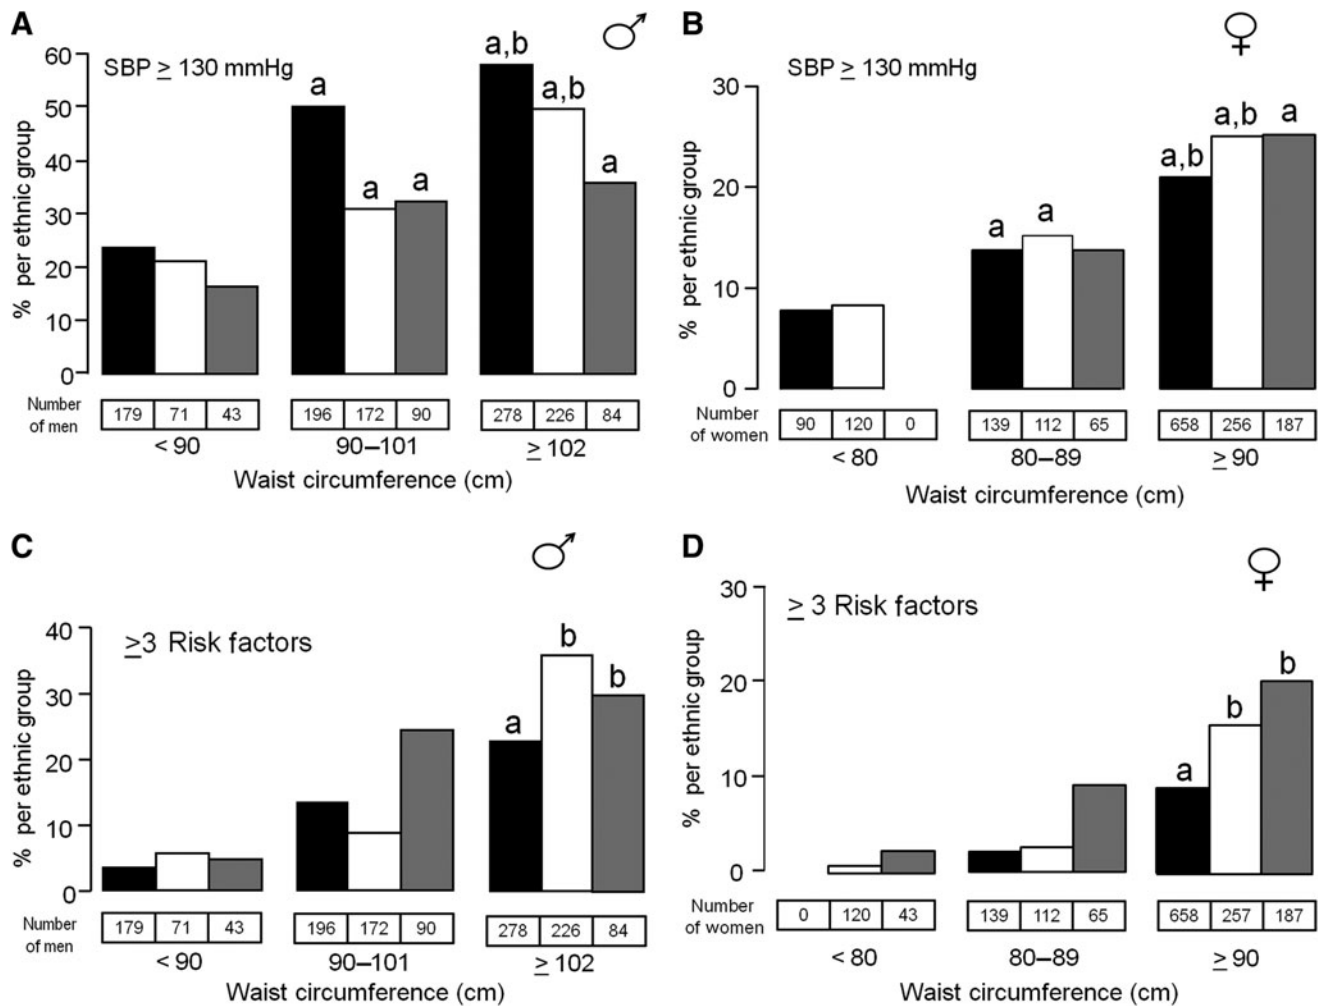 A
SBP ≥ 130 mmHg
% per ethnic group
60
50
40
30
20
10
0
a
a
a
a,b
a,b
a
Number of men
179 71 43
196 172 90
278 226 84
< 90
90–101
≥ 102
Waist circumference (cm)
B
SBP ≥ 130 mmHg
% per ethnic group
30
20
10
0
a
a
a,b
a,b
a
Number of women
90 120 0
139 112 65
658 256 187
< 80
80–89
≥ 90
Waist circumference (cm)
C
≥3 Risk factors
% per ethnic group
40
30
20
10
0
a
b
b
Number of men
179 71 43
196 172 90
278 226 84
< 90
90–101
≥ 102
Waist circumference (cm)
D
≥ 3 Risk factors
% per ethnic group
30
20
10
0
a
b
b
Number of women
0 120 43
139 112 65
658 257 187
< 80
80–89
≥ 90
Waist circumference (cm)